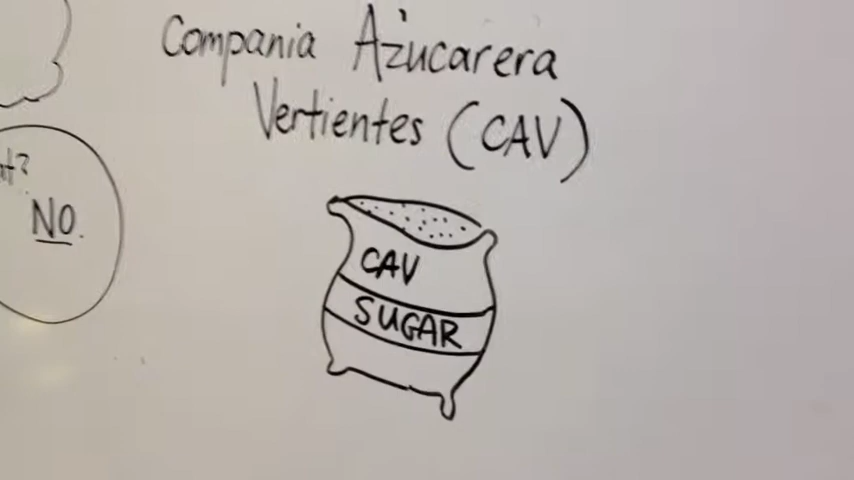 Compania Azucarera
Vertientes (CAV)
NO.
CAV
SUGAR